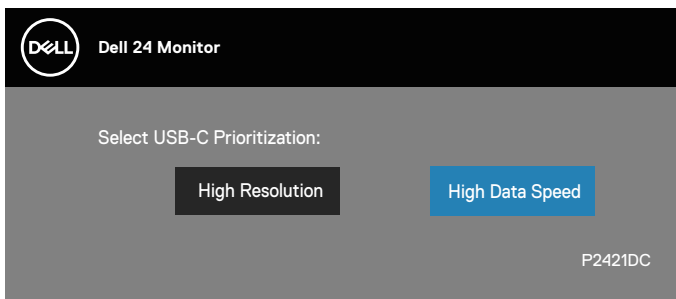 DELL
Dell 24 Monitor
Select USB-C Prioritization:
High Resolution
High Data Speed
P2421DC